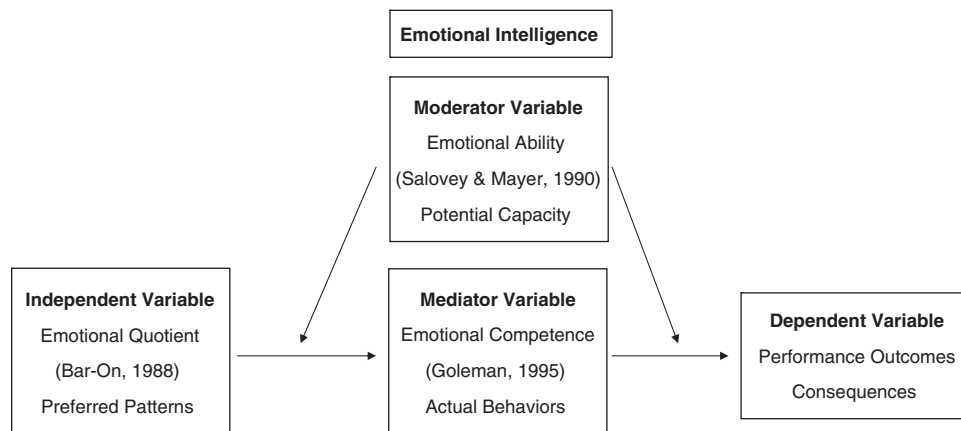 Emotional Intelligence
Moderator Variable
Emotional Ability
(Salovey & Mayer, 1990)
Potential Capacity
Independent Variable
Emotional Quotient
(Bar-On, 1988)
Preferred Patterns
Mediator Variable
Emotional Competence
(Goleman, 1995)
Actual Behaviors
Dependent Variable
Performance Outcomes
Consequences